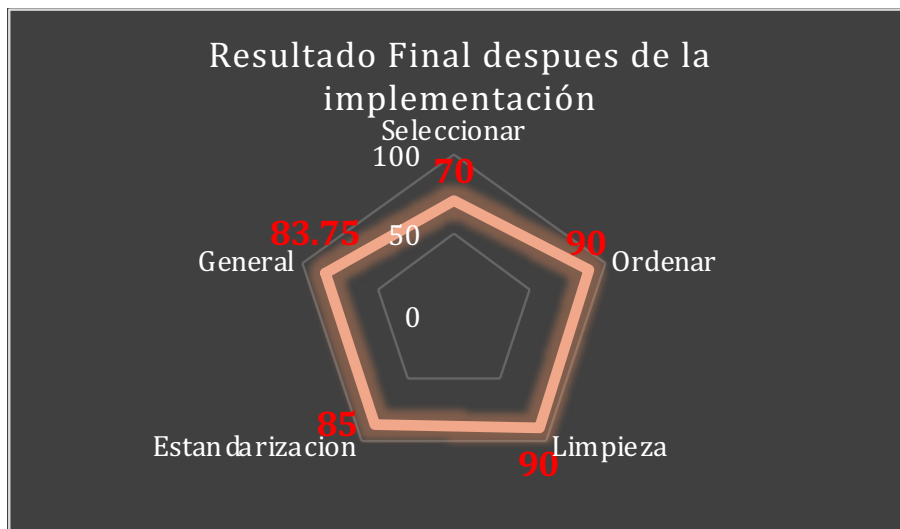 Resultado Final despues de la
implementación
Seleccionar
100
70
83.75
50
90
General
Ordenar
0
85
Estandarizacion
Limpieza
90